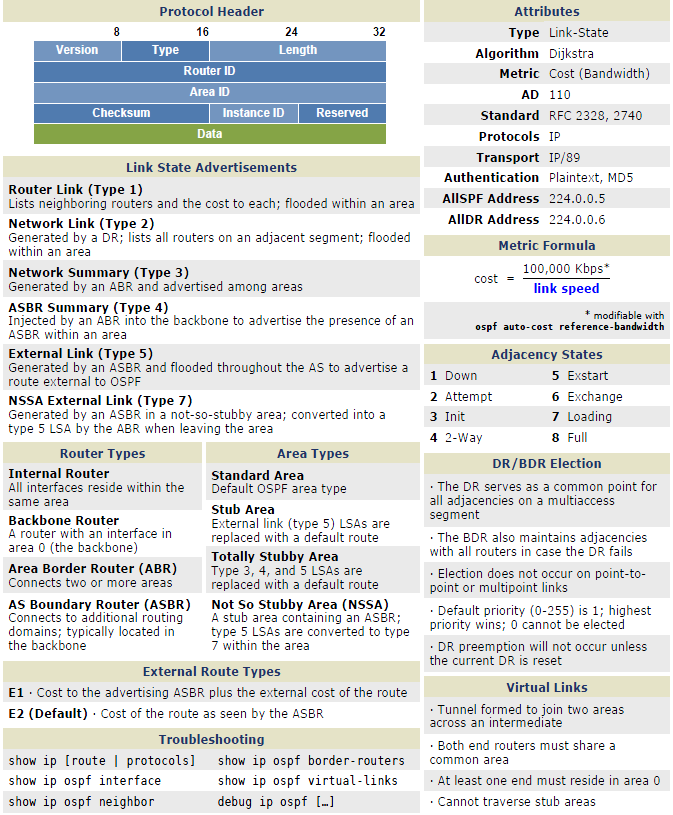 Protocol Header
8 16 24 32
Version Type Length
Router ID
Area ID
Checksum Instance ID Reserved
Data
Link State Advertisements
Router Link (Type 1)
Lists neighboring routers and the cost to each; flooded within an area
Network Link (Type 2)
Generated by a DR; lists all routers on an adjacent segment; flooded
within an area
Network Summary (Type 3)
Generated by an ABR and advertised among areas
ASBR Summary (Type 4)
Injected by an ABR into the backbone to advertise the presence of an
ASBR within an area
External Link (Type 5)
Generated by an ASBR and flooded throughout the AS to advertise a
route external to OSPF
NSSA External Link (Type 7)
Generated by an ASBR in a not-so-stubby area; converted into a
type 5 LSA by the ABR when leaving the area
Router Types
Internal Router
All interfaces reside within the
same area
Backbone Router
A router with an interface in
area 0 (the backbone)
Area Border Router (ABR)
Connects two or more areas
AS Boundary Router (ASBR)
Connects to additional routing
domains; typically located in
the backbone
Area Types
Standard Area
Default OSPF area type
Stub Area
External link (type 5) LSAs are
replaced with a default route
Totally Stubby Area
Type 3, 4, and 5 LSAs are
replaced with a default route
Not So Stubby Area (NSSA)
A stub area containing an ASBR;
type 5 LSAs are converted to type
7 within the area
External Route Types
E1 · Cost to the advertising ASBR plus the external cost of the route
E2 (Default) · Cost of the route as seen by the ASBR
Troubleshooting
show ip [route | protocols] show ip ospf border-routers
show ip ospf interface show ip ospf virtual-links
show ip ospf neighbor debug ip ospf […]
Attributes
Type Link-State
Algorithm Dijkstra
Metric Cost (Bandwidth)
AD 110
Standard RFC 2328, 2740
Protocols IP
Transport IP/89
Authentication Plaintext, MD5
AllSPF Address 224.0.0.5
AllDR Address 224.0.0.6
Metric Formula
100,000 Kbps*
cost =
link speed
* modifiable with
ospf auto-cost reference-bandwidth
Adjacency States
1 Down 5 Exstart
2 Attempt 6 Exchange
3 Init 7 Loading
4 2-Way 8 Full
DR/BDR Election
· The DR serves as a common point for
all adjacencies on a multiaccess
segment
· The BDR also maintains adjacencies
with all routers in case the DR fails
· Election does not occur on point-to-
point or multipoint links
· Default priority (0-255) is 1; highest
priority wins; 0 cannot be elected
· DR preemption will not occur unless
the current DR is reset
Virtual Links
· Tunnel formed to join two areas
across an intermediate
· Both end routers must share a
common area
· At least one end must reside in area 0
· Cannot traverse stub areas